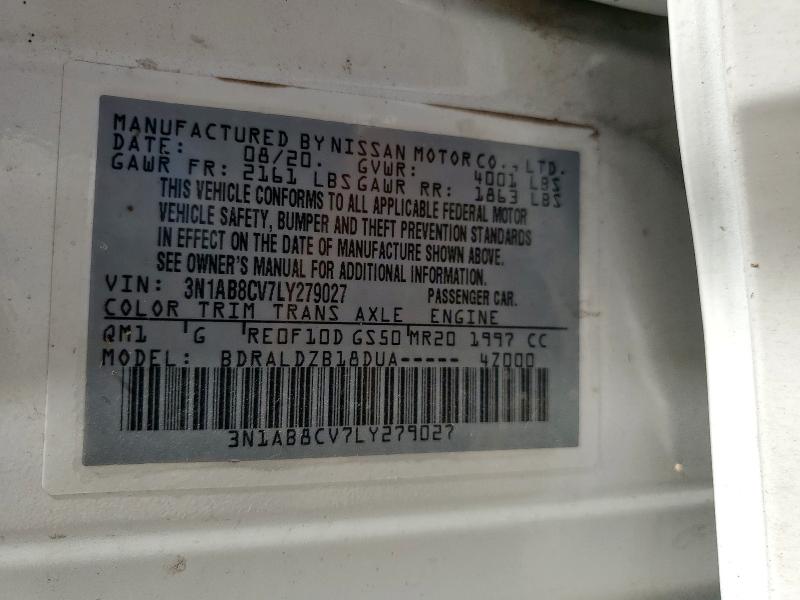 MANUFACTURED BY NISSAN MOTOR CO., LTD.
DATE: 08/20. GVWR: 4001 LBS
GAWR FR: 2161 LBS GAWR RR: 1863 LBS
THIS VEHICLE CONFORMS TO ALL APPLICABLE FEDERAL MOTOR
VEHICLE SAFETY, BUMPER AND THEFT PREVENTION STANDARDS
IN EFFECT ON THE DATE OF MANUFACTURE SHOWN ABOVE.
SEE OWNER'S MANUAL FOR ADDITIONAL INFORMATION.
VIN: 3N1AB8CV7LY279027 PASSENGER CAR.
COLOR TRIM TRANS AXLE ENGINE
QM1 G RE0F10D GS50 MR20 1997 CC
MODEL: BDRALDZB18DUA----- 4Z000
3N1AB8CV7LY279027